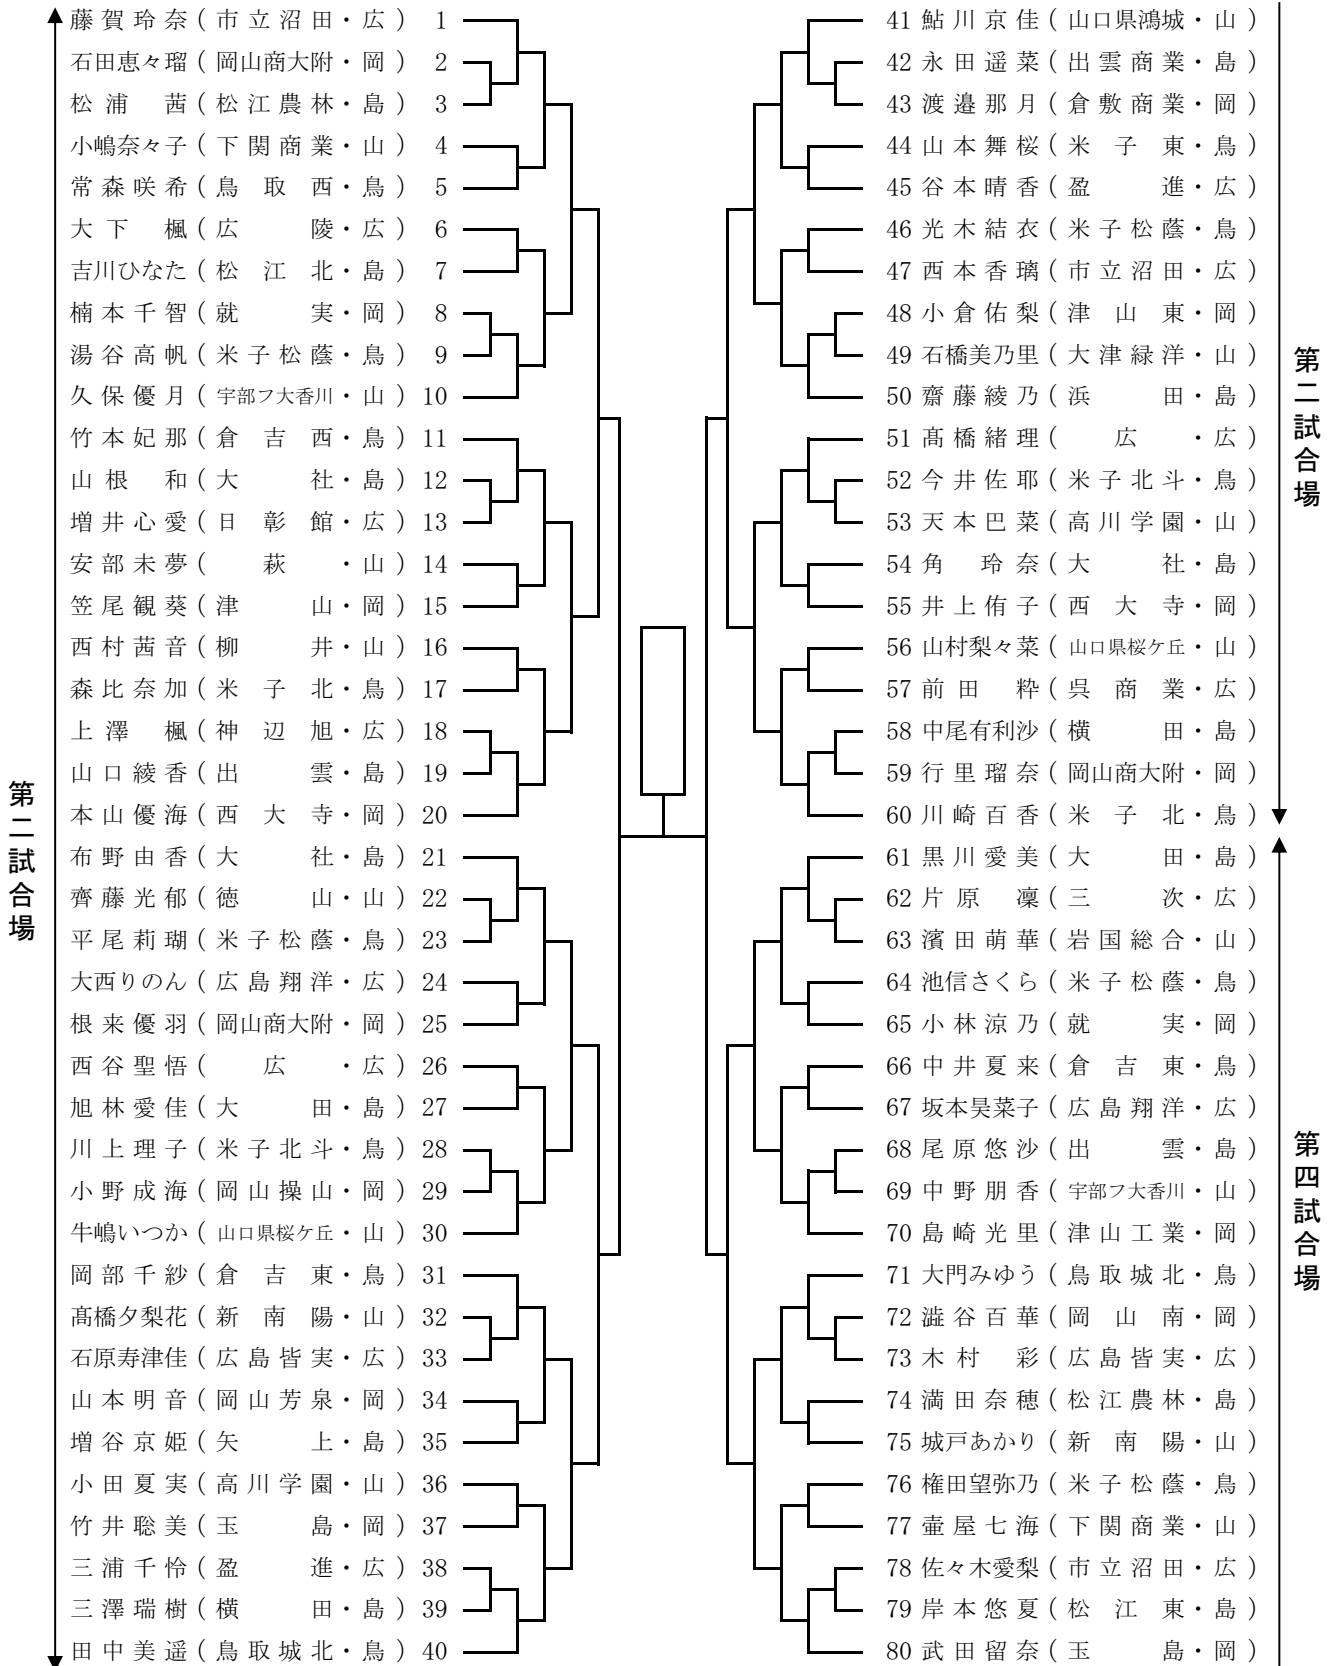 藤賀玲奈(市立沼田・広) 1
石田恵々瑠(岡山商大附・岡) 2
松浦 茜(松江農林・島) 3
小嶋奈々子(下関商業・山) 4
常森咲希(鳥取西・鳥) 5
大下 楓(広陵・広) 6
吉川ひなた(松江北・島) 7
楠本千智(就実・岡) 8
湯谷高帆(米子松蔭・鳥) 9
久保優月(宇部フ大香川・山) 10
竹本妃那(倉吉西・鳥) 11
山根 和(大社・島) 12
増井心愛(日彰館・広) 13
安部未夢(萩・山) 14
笠尾観葵(津山・岡) 15
西村茜音(柳井・山) 16
森比奈加(米子北・鳥) 17
上澤 楓(神辺旭・広) 18
山口綾香(出雲・島) 19
本山優海(西大寺・岡) 20
布野由香(大社・島) 21
齊藤光郁(徳山・山) 22
平尾莉瑚(米子松蔭・鳥) 23
大西りのん(広島翔洋・広) 24
根来優羽(岡山商大附・岡) 25
西谷聖悟(広・広) 26
旭林愛佳(大田・島) 27
川上理子(米子北斗・鳥) 28
小野成海(岡山操山・岡) 29
牛嶋いつか(山口県桜ケ丘・山) 30
岡部千紗(倉吉東・鳥) 31
髙橋夕梨花(新南陽・山) 32
石原寿津佳(広島皆実・広) 33
山本明音(岡山芳泉・岡) 34
増谷京姫(矢上・島) 35
小田夏実(高川学園・山) 36
竹井聡美(玉島・岡) 37
三浦千怜(盈進・広) 38
三澤瑞樹(横田・島) 39
田中美遥(鳥取城北・鳥) 40
第二試合場
41 鮎川京佳(山口県鴻城・山)
42 永田遥菜(出雲商業・島)
43 渡邉那月(倉敷商業・岡)
44 山本舞桜(米子東・鳥)
45 谷本晴香(盈進・広)
46 光木結衣(米子松蔭・鳥)
47 西本香璃(市立沼田・広)
48 小倉佑梨(津山東・岡)
49 石橋美乃里(大津緑洋・山)
50 齋藤綾乃(浜田・島)
51 髙橋緒理(広・広)
52 今井佐耶(米子北斗・鳥)
53 天本巴菜(高川学園・山)
54 角 玲奈(大社・島)
55 井上侑子(西大寺・岡)
56 山村梨々菜(山口県桜ケ丘・山)
57 前田 粋(呉商業・広)
58 中尾有利沙(横田・島)
59 行里瑠奈(岡山商大附・岡)
60 川崎百香(米子北・鳥)
61 黒川愛美(大田・島)
62 片原 凜(三次・広)
63 濱田萌華(岩国総合・山)
64 池信さくら(米子松蔭・鳥)
65 小林涼乃(就実・岡)
66 中井夏来(倉吉東・鳥)
67 坂本昊菜子(広島翔洋・広)
68 尾原悠沙(出雲・島)
69 中野朋香(宇部フ大香川・山)
70 島崎光里(津山工業・岡)
71 大門みゆう(鳥取城北・鳥)
72 澁谷百華(岡山南・岡)
73 木村 彩(広島皆実・広)
74 満田奈穂(松江農林・島)
75 城戸あかり(新南陽・山)
76 権田望弥乃(米子松蔭・鳥)
77 壷屋七海(下関商業・山)
78 佐々木愛梨(市立沼田・広)
79 岸本悠夏(松江東・島)
80 武田留奈(玉島・岡)
第二試合場
第四試合場